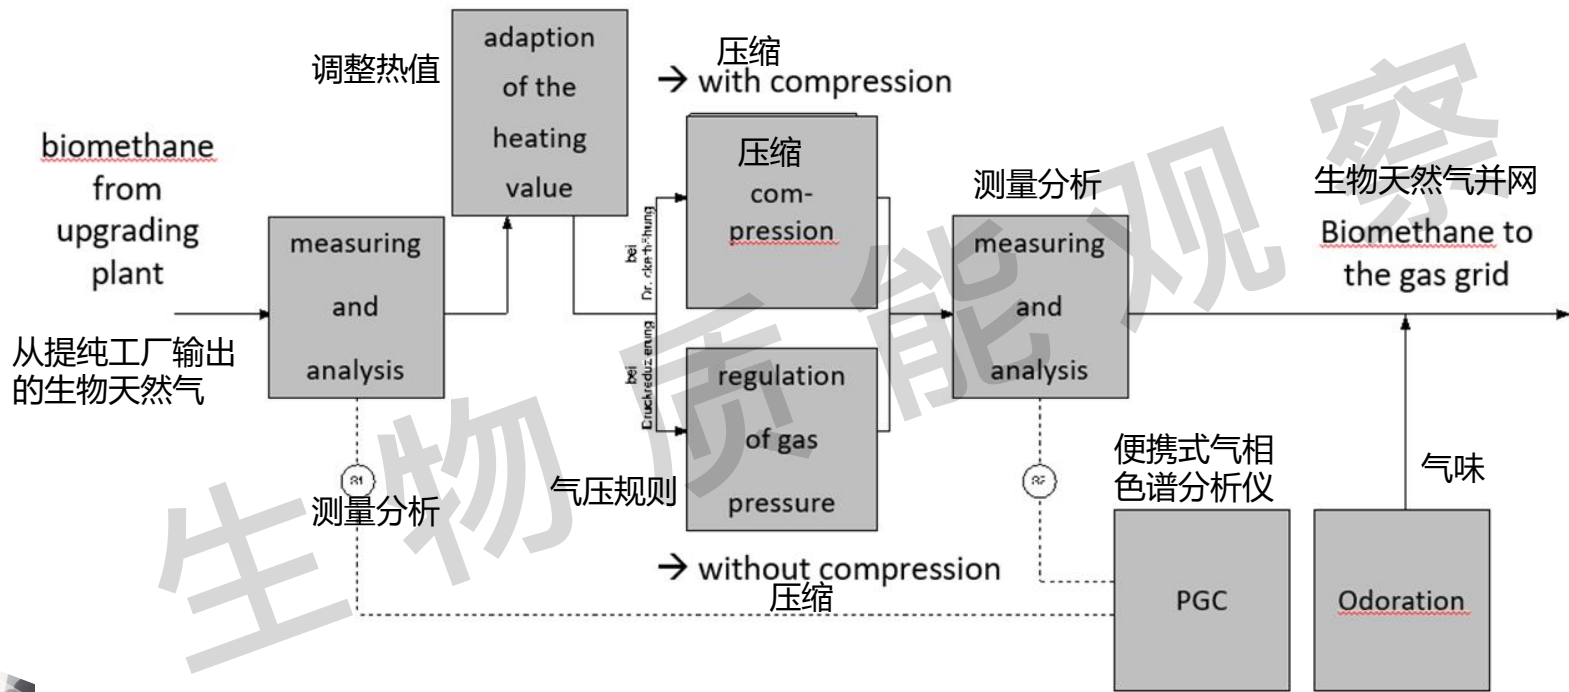 biomethane
from
upgrading
plant
从提纯工厂输出
的生物天然气
measuring
and
analysis
测量分析
调整热值
adaption
of the
heating
value
压缩
→ with compression
压缩
com-
pression
bei
bei
气压规则
regulation
of gas
pressure
→ without compression
压缩
测量分析
measuring
and
analysis
便携式气相
色谱分析仪
PGC
气味
Odoration
生物天然气并网
Biomethane to
the gas grid
生物质能观察